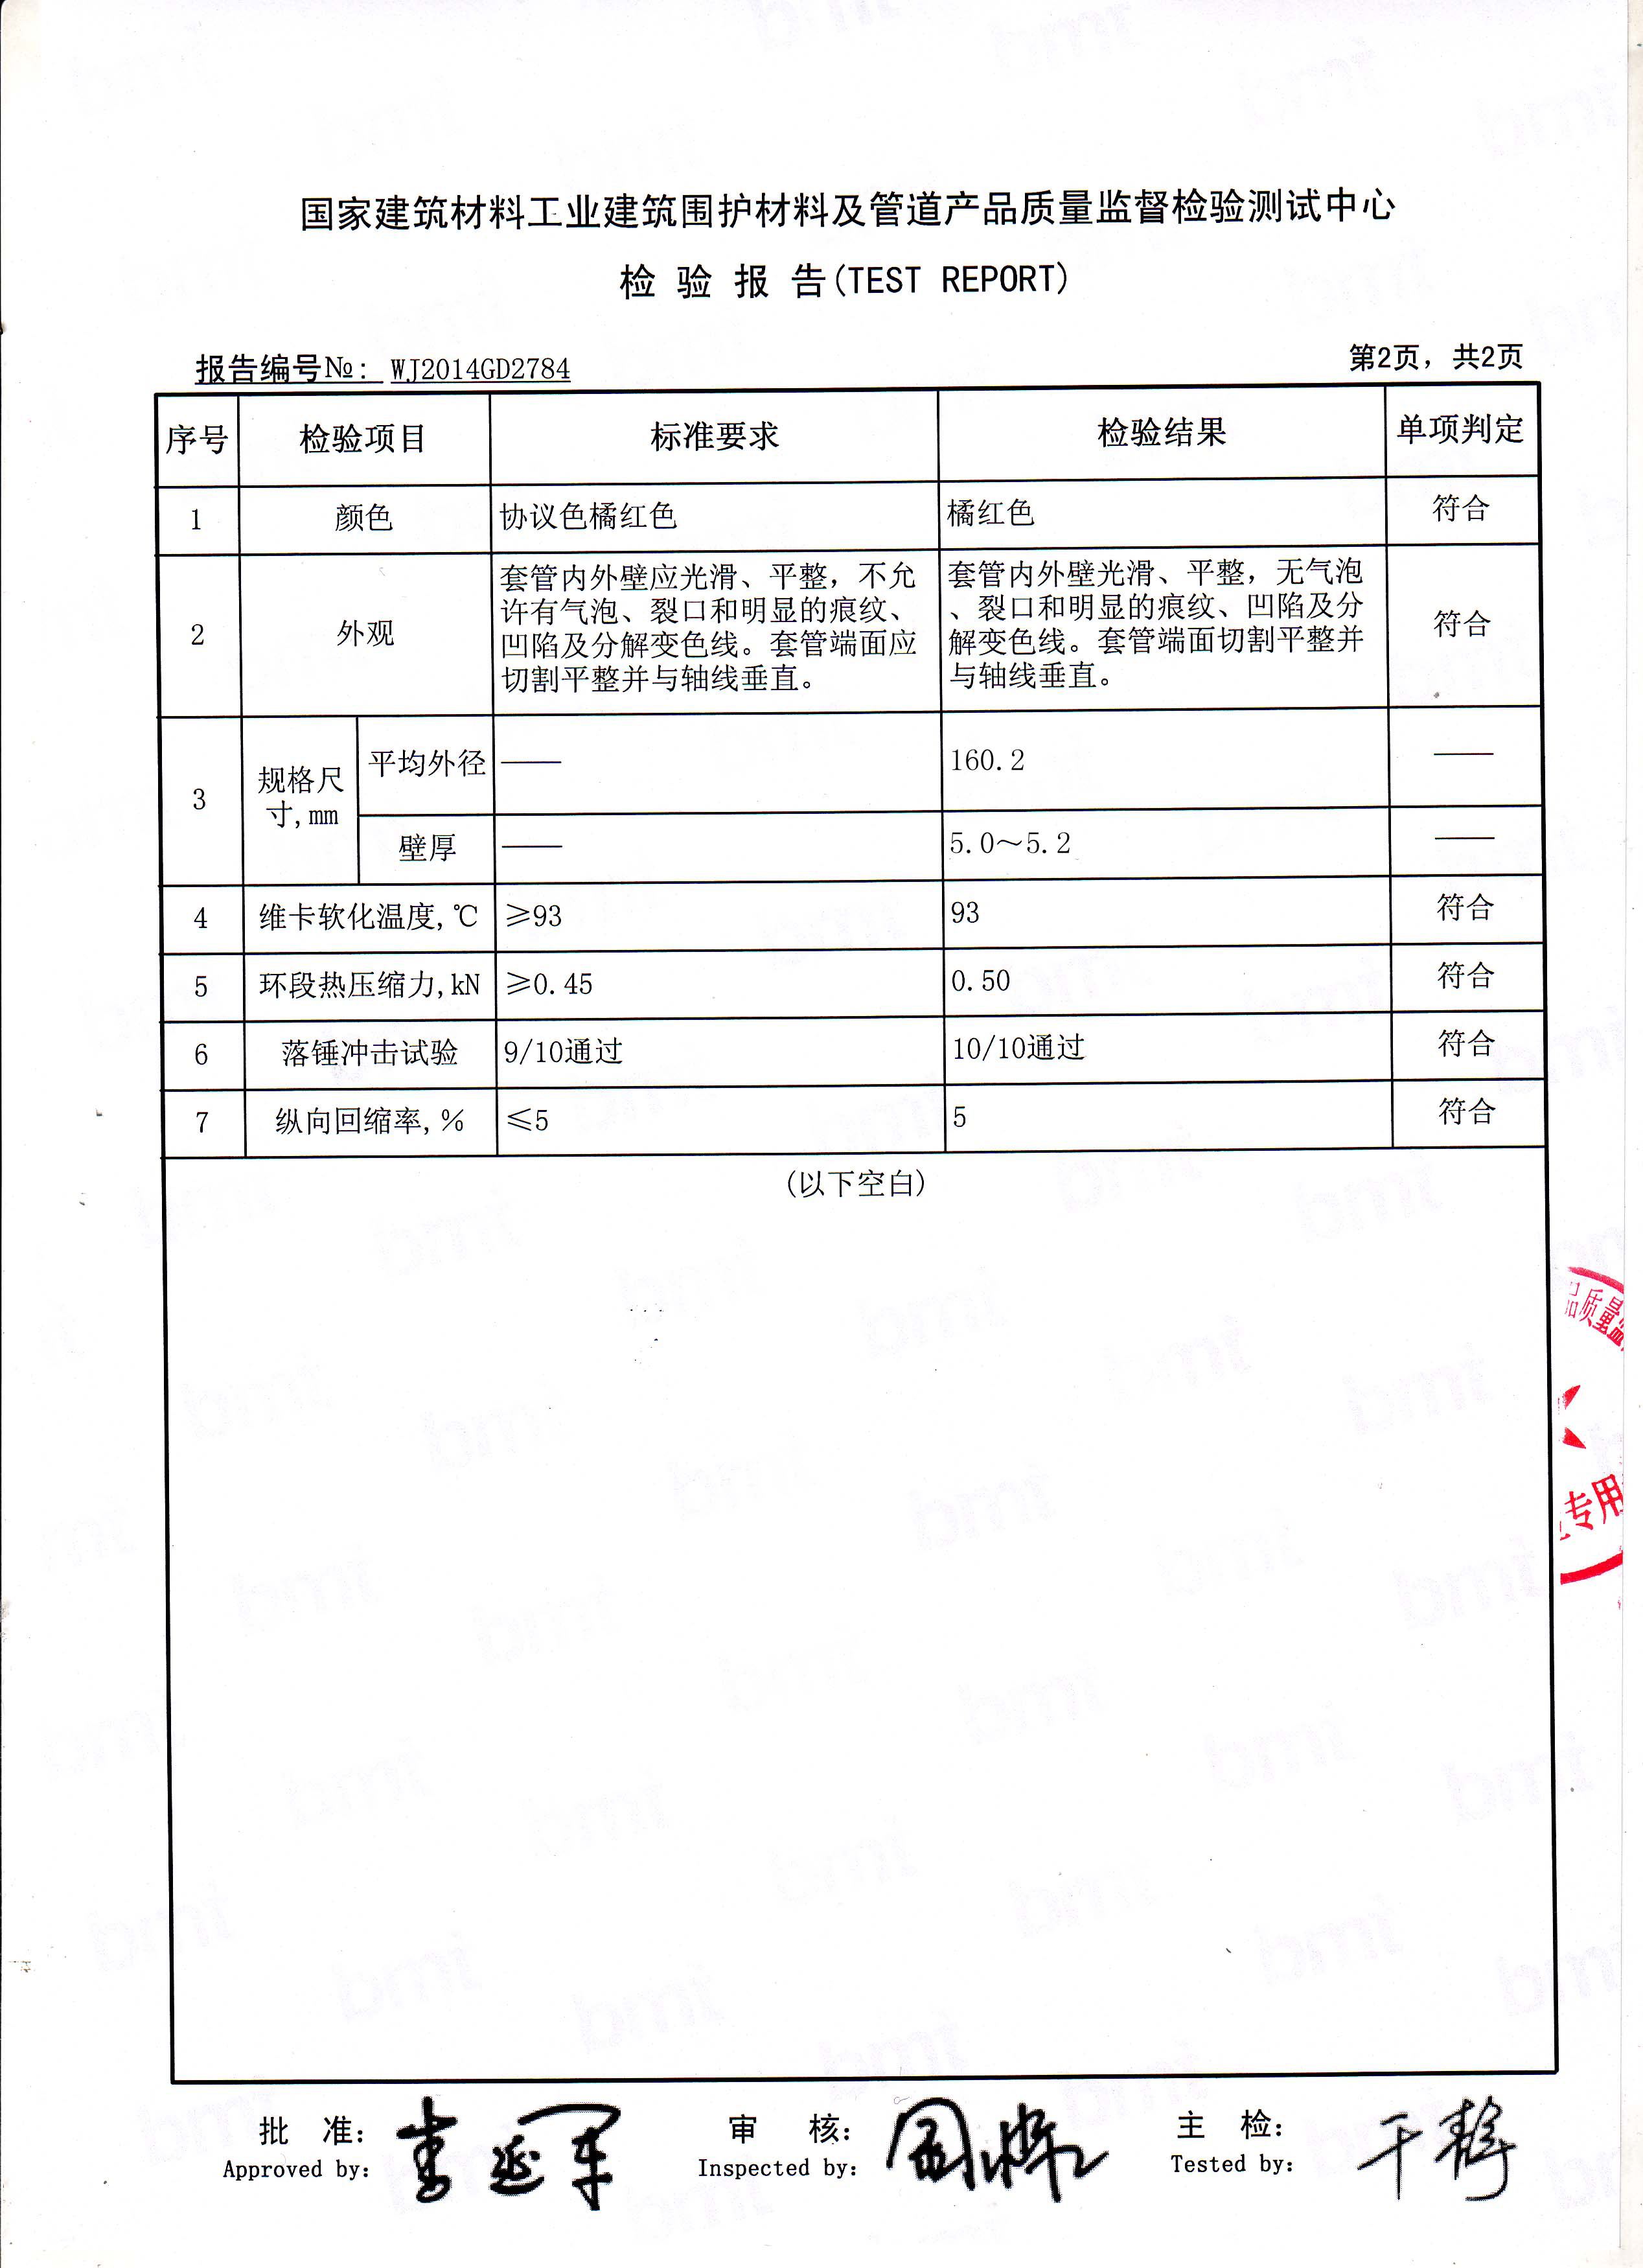 国家建筑材料工业建筑围护材料及管道产品质量监督检验测试中心
检 验 报 告(TEST REPORT)
报告编号№: WJ2014GD2784
第2页，共2页
序号 检验项目 标准要求 检验结果 单项判定
1 颜色 协议色橘红色 橘红色 符合
2 外观
套管内外壁应光滑、平整，不允
许有气泡、裂口和明显的痕纹、
凹陷及分解变色线。套管端面应
切割平整并与轴线垂直。
套管内外壁光滑、平整，无气泡
、裂口和明显的痕纹、凹陷及分
解变色线。套管端面切割平整并
与轴线垂直。
符合
3
规格尺
寸,mm
平均外径 —— 160.2 ——
壁厚 —— 5.0～5.2 ——
4 维卡软化温度,℃ ≥93 93 符合
5 环段热压缩力,kN ≥0.45 0.50 符合
6 落锤冲击试验 9/10通过 10/10通过 符合
7 纵向回缩率,% ≤5 5 符合
(以下空白)
品质量监
专用
批 准:
Approved by:
李延军
审 核:
Inspected by:
主 检:
Tested by: